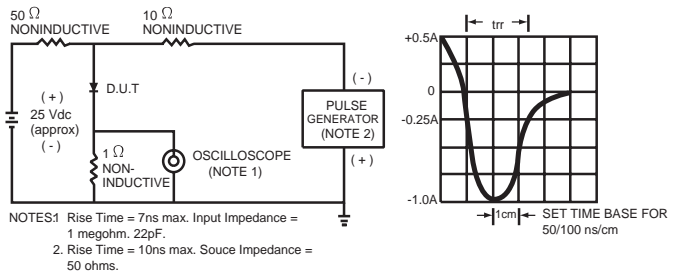 50 Ω
NONINDUCTIVE
10 Ω
NONINDUCTIVE
D.U.T
( + )
25 Vdc
(approx)
( - )
1 Ω
NON-
INDUCTIVE
OSCILLOSCOPE
(NOTE 1)
( - )
PULSE
GENERATOR
(NOTE 2)
( + )
trr
+0.5A
0
-0.25A
-1.0A
1cm
SET TIME BASE FOR
50/100 ns/cm
NOTES:1 Rise Time = 7ns max. Input Impedance =
1 megohm. 22pF.
2. Rise Time = 10ns max. Souce Impedance =
50 ohms.